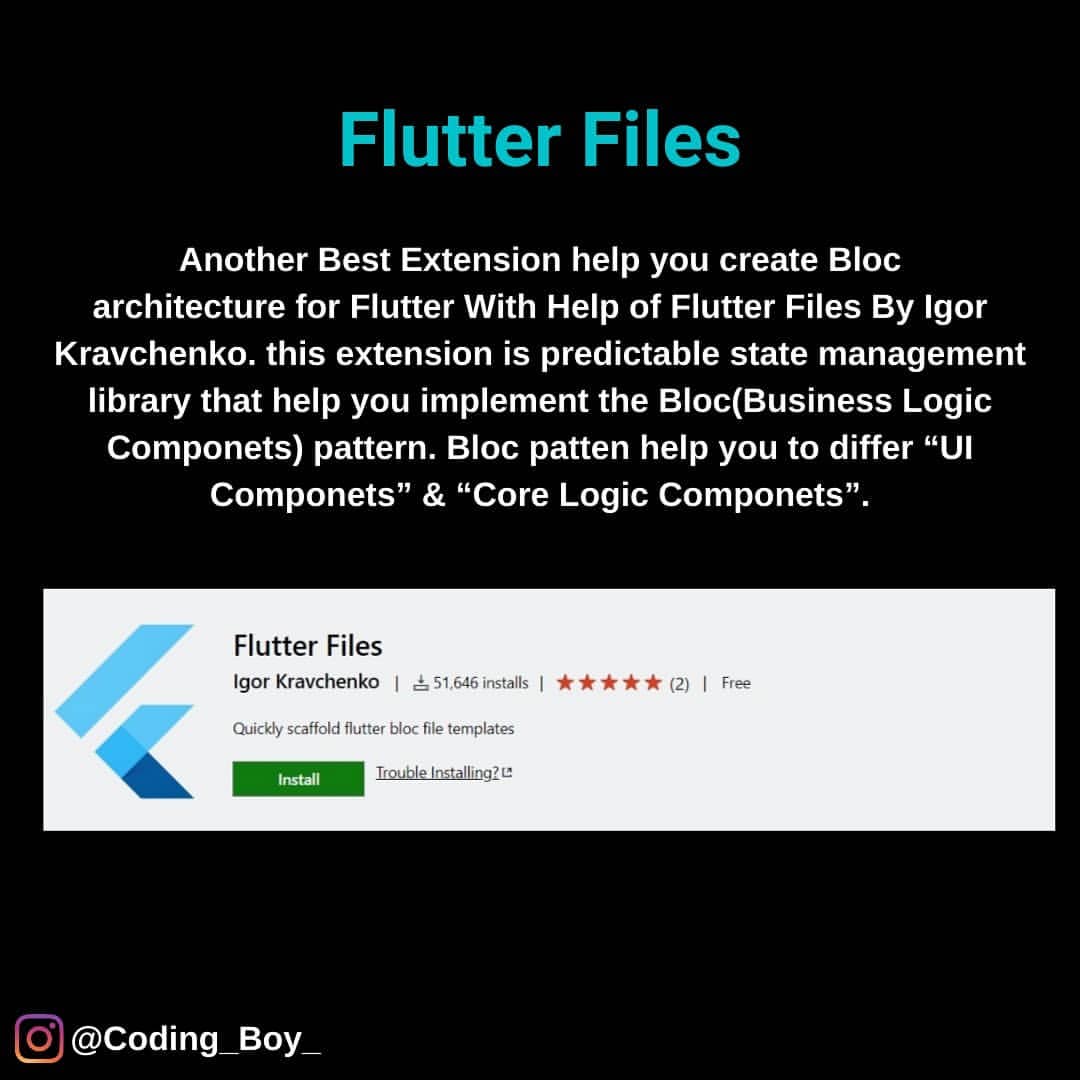 Flutter Files
Another Best Extension help you create Bloc
architecture for Flutter With Help of Flutter Files By Igor
Kravchenko. this extension is predictable state management
library that help you implement the Bloc(Business Logic
Componets) pattern. Bloc patten help you to differ “UI
Componets” & “Core Logic Componets”.
Flutter Files
Igor Kravchenko | 51,646 installs | ★★★★★ (2) | Free
Quickly scaffold flutter bloc file templates
Install Trouble Installing?
@Coding_Boy_